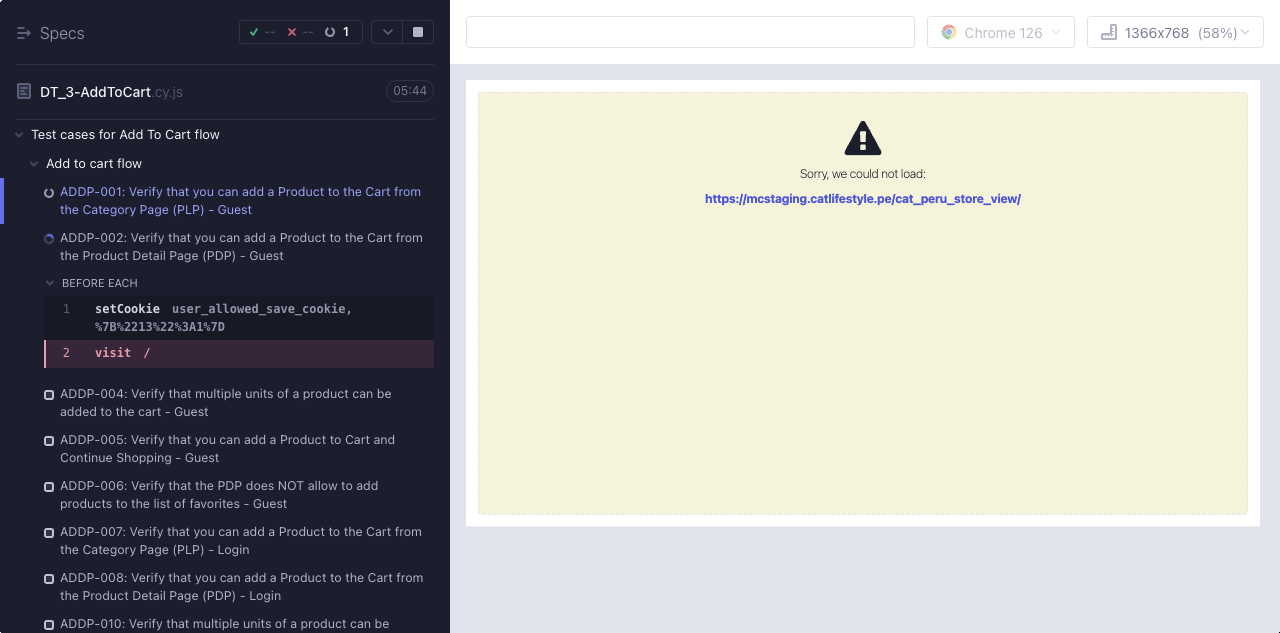 Specs
-- -- 1
DT_3-AddToCart.cy.js 05:44
Test cases for Add To Cart flow
Add to cart flow
ADDP-001: Verify that you can add a Product to the Cart from
the Category Page (PLP) - Guest
ADDP-002: Verify that you can add a Product to the Cart from
the Product Detail Page (PDP) - Guest
BEFORE EACH
1 setCookie user_allowed_save_cookie,
%7B%2213%22%3A1%7D
2 visit /
ADDP-004: Verify that multiple units of a product can be
added to the cart - Guest
ADDP-005: Verify that you can add a Product to Cart and
Continue Shopping - Guest
ADDP-006: Verify that the PDP does NOT allow to add
products to the list of favorites - Guest
ADDP-007: Verify that you can add a Product to the Cart from
the Category Page (PLP) - Login
ADDP-008: Verify that you can add a Product to the Cart from
the Product Detail Page (PDP) - Login
ADDP-010: Verify that multiple units of a product can be
Chrome 126
1366x768 (58%)
Sorry, we could not load:
https://mcstaging.catlifestyle.pe/cat_peru_store_view/